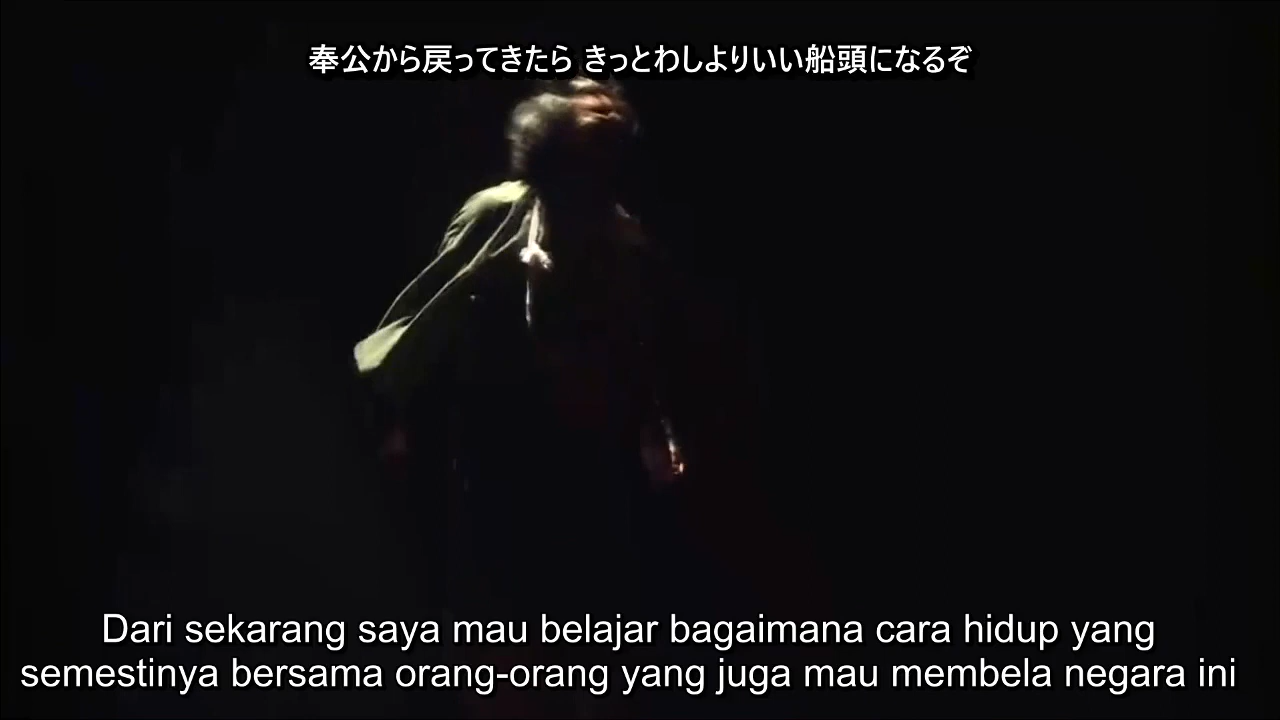 奉公から戻ってきたら きっとわしよりいい船頭になるぞ
Dari sekarang saya mau belajar bagaimana cara hidup yang
semestinya bersama orang-orang yang juga mau membela negara ini